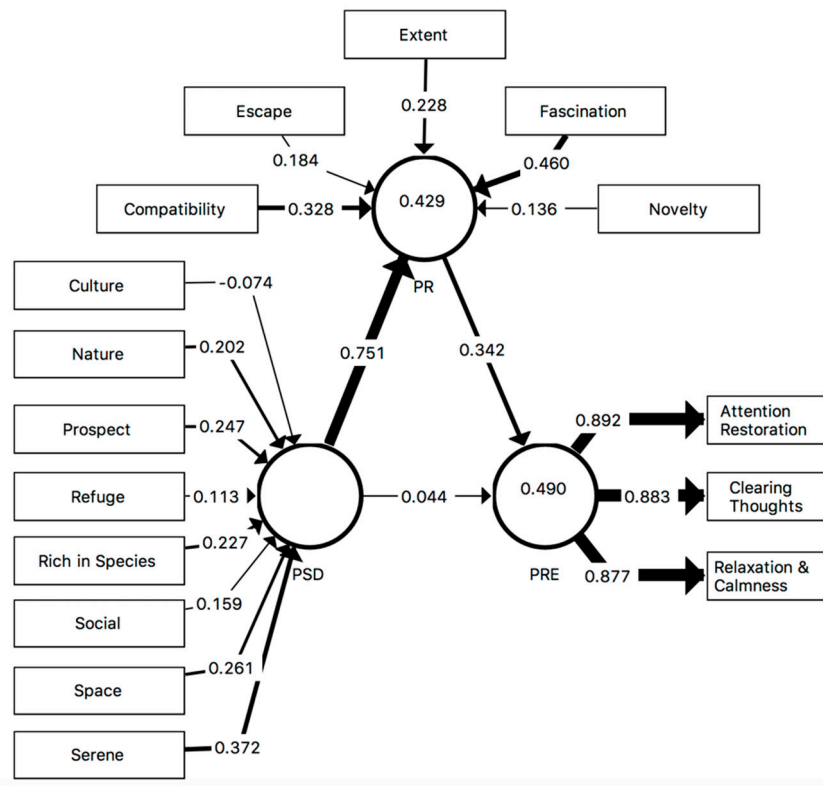 Extent
0.228
Escape
Fascination
0.184
0.460
0.429
Compatibility
0.328
0.136
Novelty
PR
Culture
-0.074
Nature
0.202
0.751
0.342
Prospect
0.247
0.892
Attention
Restoration
Refuge
0.113
0.044
0.490
0.883
Clearing
Thoughts
Rich in Species
0.227
PSD
PRE
0.877
Relaxation &
Calmness
Social
0.159
Space
0.261
Serene
0.372